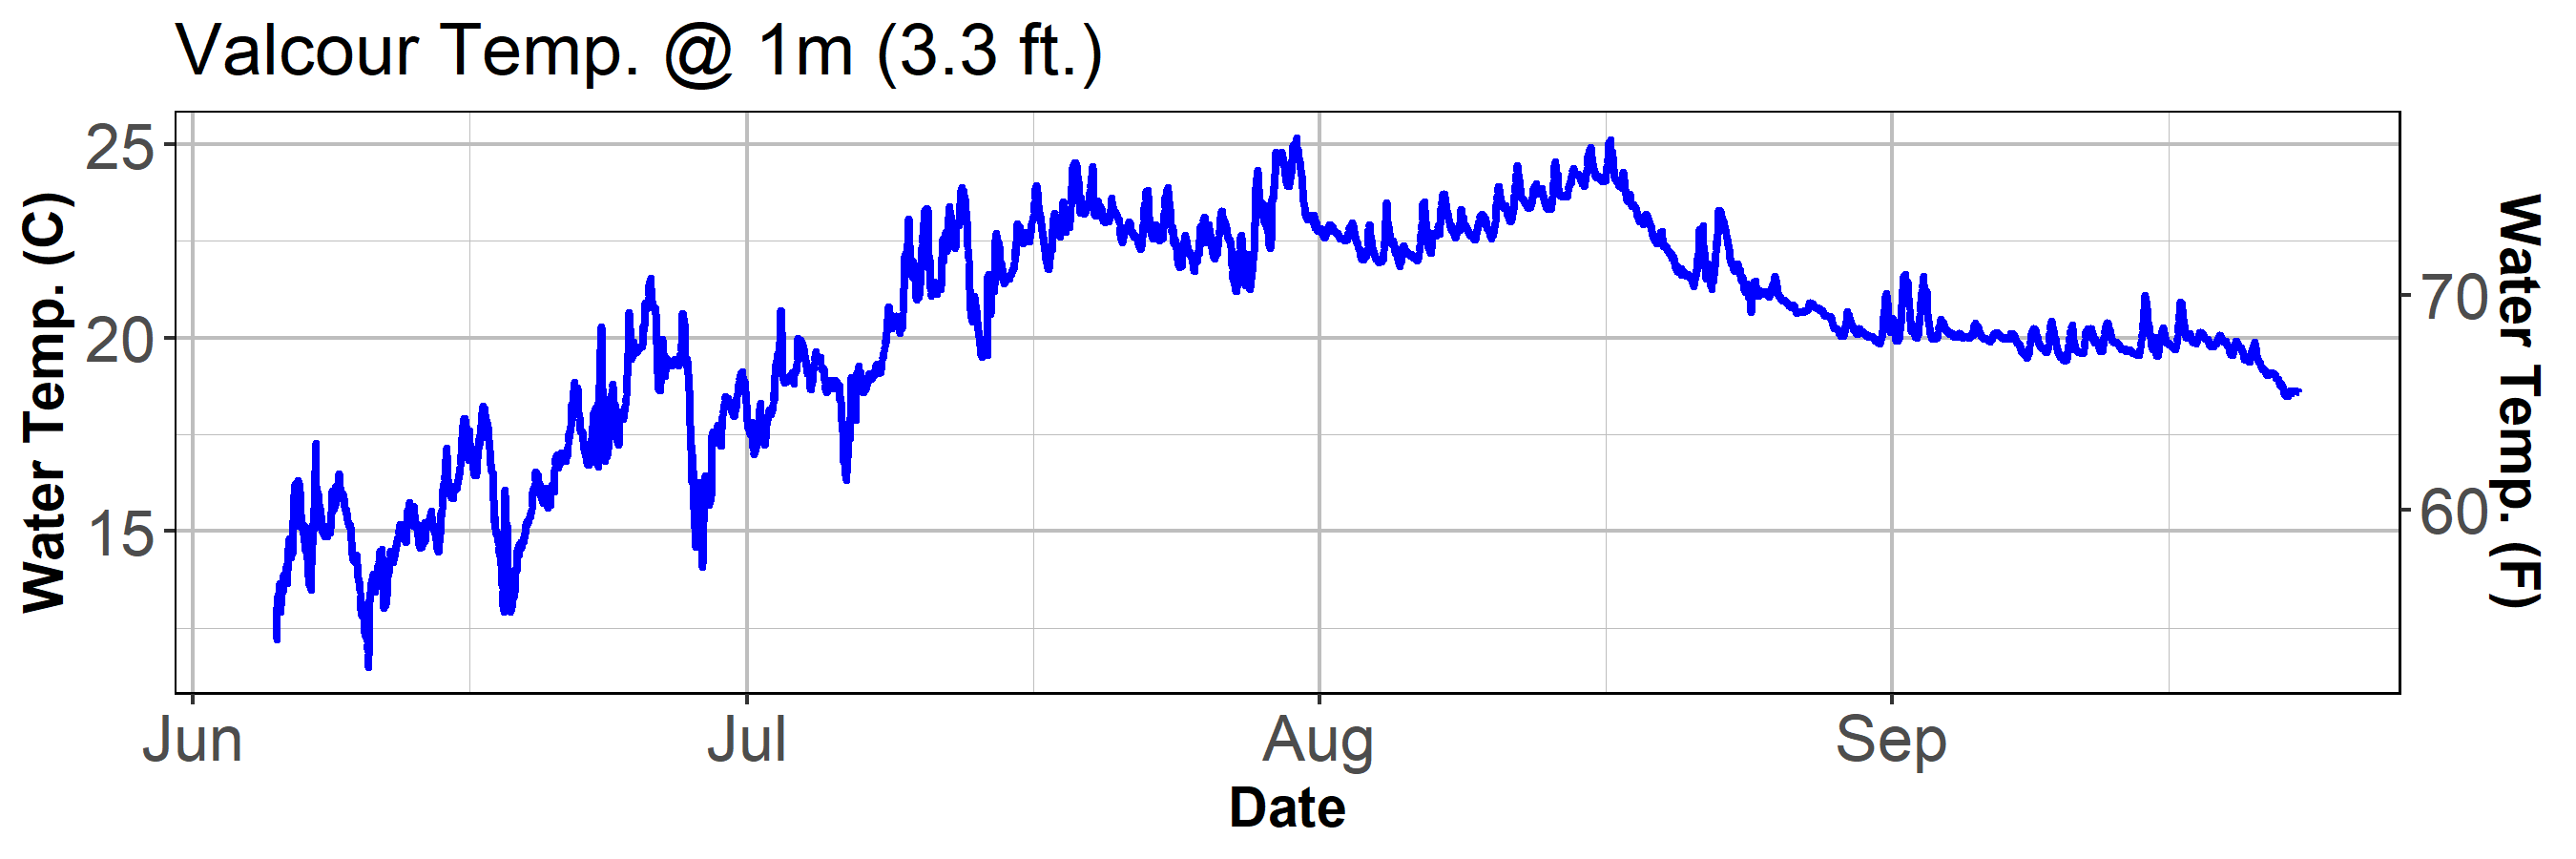 Valcour Temp. @ 1m (3.3 ft.)
Water Temp. (C)
25
20
15
70
60
Water Temp. (F)
Jun Jul Aug Sep
Date